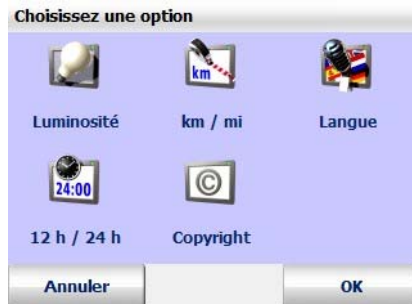 Choisissez une option
km
Luminosité km / mi Langue
24:00
©
12 h / 24 h Copyright
Annuler OK